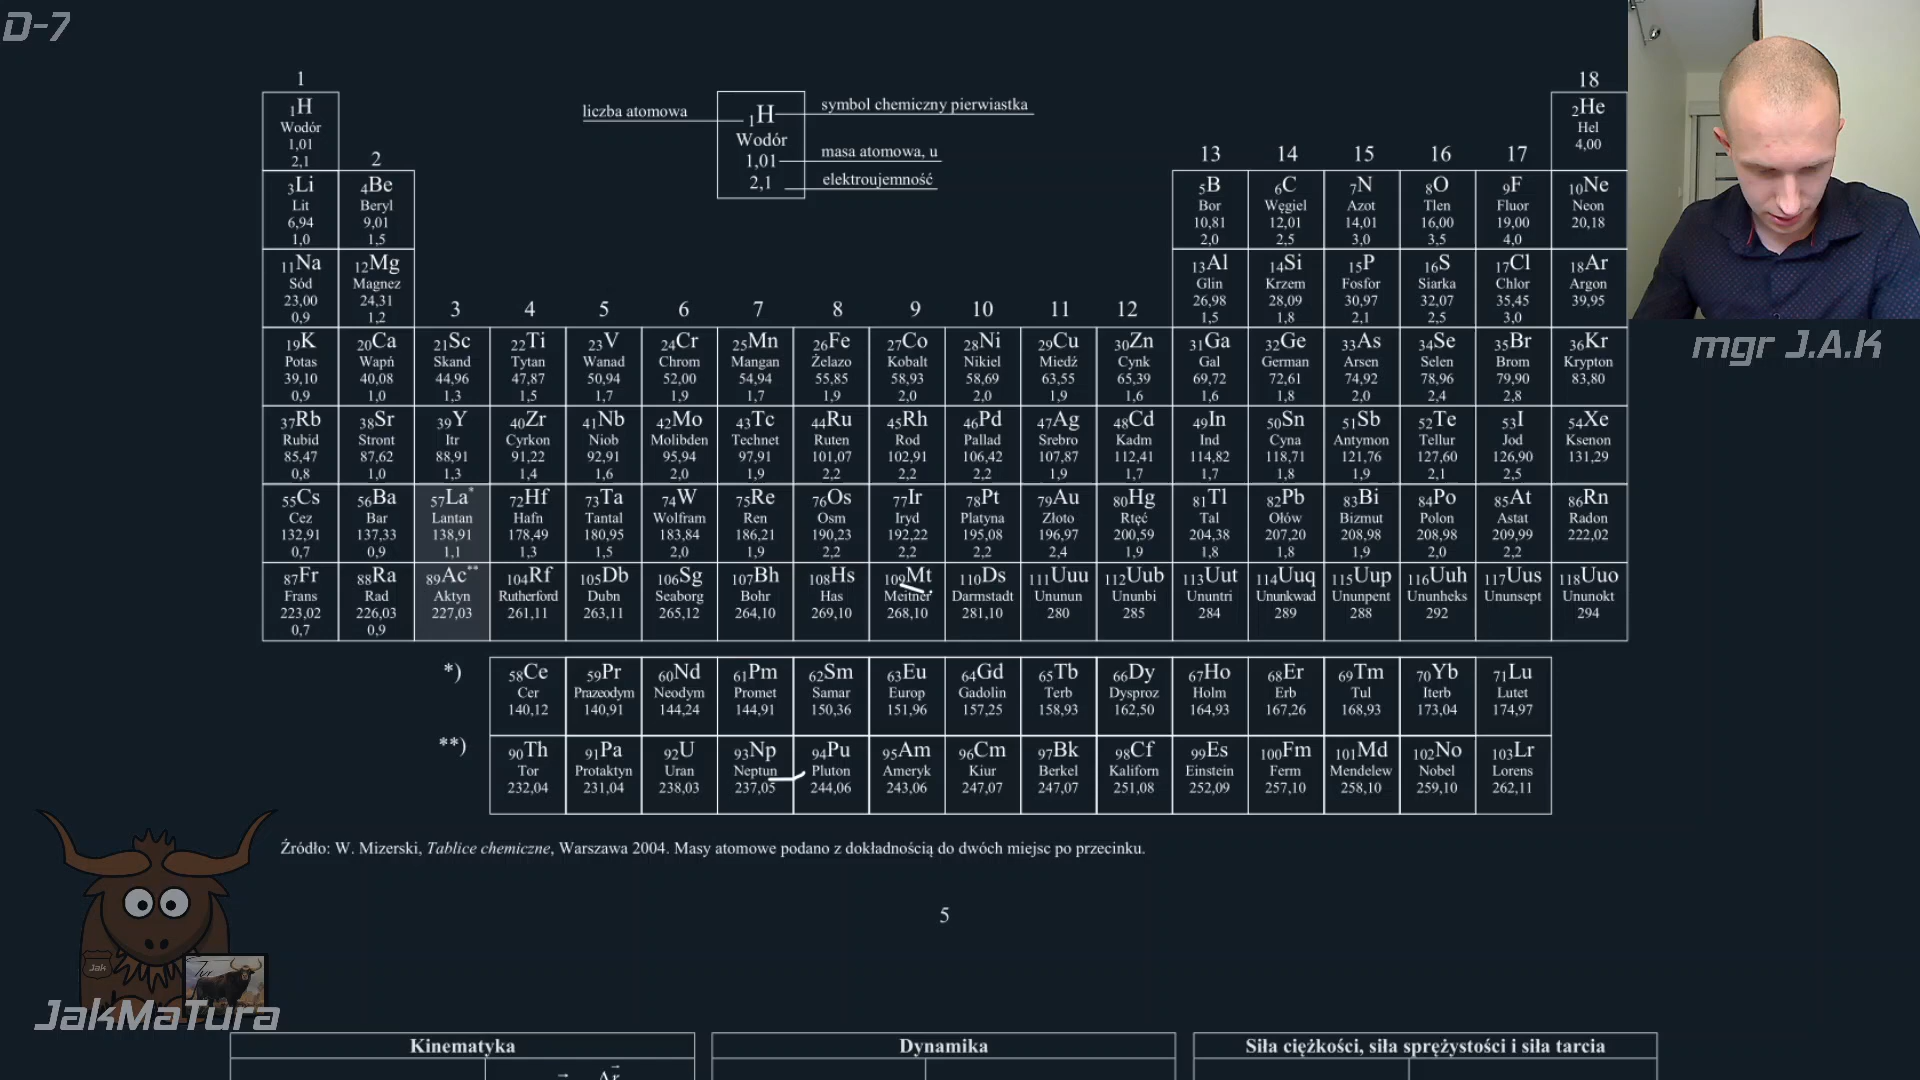 D-7
1
18
1H
Wodór
1,01
2,1
liczba atomowa
1H
Wodór
1,01
2,1
symbol chemiczny pierwiastka
masa atomowa, u
elektroujemność
2He
Hel
4,00
2
13 14 15 16 17
3Li 4Be 5B 6C 7N 8O 9F 10Ne
Lit Beryl Bor Węgiel Azot Tlen Fluor Neon
6,94 9,01 10,81 12,01 14,01 16,00 19,00 20,18
1,0 1,5 2,0 2,5 3,0 3,5 4,0
11Na 12Mg 13Al 14Si 15P 16S 17Cl 18Ar
Sód Magnez Glin Krzem Fosfor Siarka Chlor Argon
23,00 24,31 26,98 28,09 30,97 32,07 35,45 39,95
0,9 1,2 1,5 1,8 2,1 2,5 3,0
3 4 5 6 7 8 9 10 11 12
19K 20Ca 21Sc 22Ti 23V 24Cr 25Mn 26Fe 27Co 28Ni 29Cu 30Zn 31Ga 32Ge 33As 34Se 35Br 36Kr
Potas Wapń Skand Tytan Wanad Chrom Mangan Żelazo Kobalt Nikiel Miedź Cynk Gal German Arsen Selen Brom Krypton
39,10 40,08 44,96 47,87 50,94 52,00 54,94 55,85 58,93 58,69 63,55 65,39 69,72 72,61 74,92 78,96 79,90 83,80
0,9 1,0 1,3 1,5 1,7 1,9 1,7 1,9 2,0 2,0 1,9 1,6 1,6 1,8 2,0 2,4 2,8
37Rb 38Sr 39Y 40Zr 41Nb 42Mo 43Tc 44Ru 45Rh 46Pd 47Ag 48Cd 49In 50Sn 51Sb 52Te 53I 54Xe
Rubid Stront Itr Cyrkon Niob Molibden Technet Ruten Rod Pallad Srebro Kadm Ind Cyna Antymon Tellur Jod Ksenon
85,47 87,62 88,91 91,22 92,91 95,94 97,91 101,07 102,91 106,42 107,87 112,41 114,82 118,71 121,76 127,60 126,90 131,29
0,8 1,0 1,3 1,4 1,6 2,0 1,9 2,2 2,2 2,2 1,9 1,7 1,7 1,8 1,9 2,1 2,5
55Cs 56Ba 57La* 72Hf 73Ta 74W 75Re 76Os 77Ir 78Pt 79Au 80Hg 81Tl 82Pb 83Bi 84Po 85At 86Rn
Cez Bar Lantan Hafn Tantal Wolfram Ren Osm Iryd Platyna Złoto Rtęć Tal Ołów Bizmut Polon Astat Radon
132,91 137,33 138,91 178,49 180,95 183,84 186,21 190,23 192,22 195,08 196,97 200,59 204,38 207,20 208,98 208,98 209,99 222,02
0,7 0,9 1,1 1,3 1,5 2,0 1,9 2,2 2,2 2,2 2,4 1,9 1,8 1,8 1,9 2,0 2,2
87Fr 88Ra 89Ac** 104Rf 105Db 106Sg 107Bh 108Hs 109Mt 110Ds 111Uuu 112Uub 113Uut 114Uuq 115Uup 116Uuh 117Uus 118Uuo
Frans Rad Aktyn Rutherford Dubn Seaborg Bohr Has Meitner Darmstadt Ununun Ununbi Ununtri Ununkwad Ununpent Ununheks Ununsept Ununokt
223,02 226,03 227,03 261,11 263,11 265,12 264,10 269,10 268,10 281,10 280 285 284 289 288 292 294
0,7 0,9
*) 58Ce 59Pr 60Nd 61Pm 62Sm 63Eu 64Gd 65Tb 66Dy 67Ho 68Er 69Tm 70Yb 71Lu
Cer Prazeodym Neodym Promet Samar Europ Gadolin Terb Dysproz Holm Erb Tul Iterb Lutet
140,12 140,91 144,24 144,91 150,36 151,96 157,25 158,93 162,50 164,93 167,26 168,93 173,04 174,97
**) 90Th 91Pa 92U 93Np 94Pu 95Am 96Cm 97Bk 98Cf 99Es 100Fm 101Md 102No 103Lr
Tor Protaktyn Uran Neptun Pluton Ameryk Kiur Berkel Kaliforn Einstein Ferm Mendelew Nobel Lorens
232,04 231,04 238,03 237,05 244,06 243,06 247,07 247,07 251,08 252,09 257,10 258,10 259,10 262,11
Źródło: W. Mizerski, Tablice chemiczne, Warszawa 2004. Masy atomowe podano z dokładnością do dwóch miejsc po przecinku.
5
mgr J.A.K
Jak
Tur
JakMaTura
Kinematyka
Dynamika
Siła ciężkości, siła sprężystości i siła tarcia